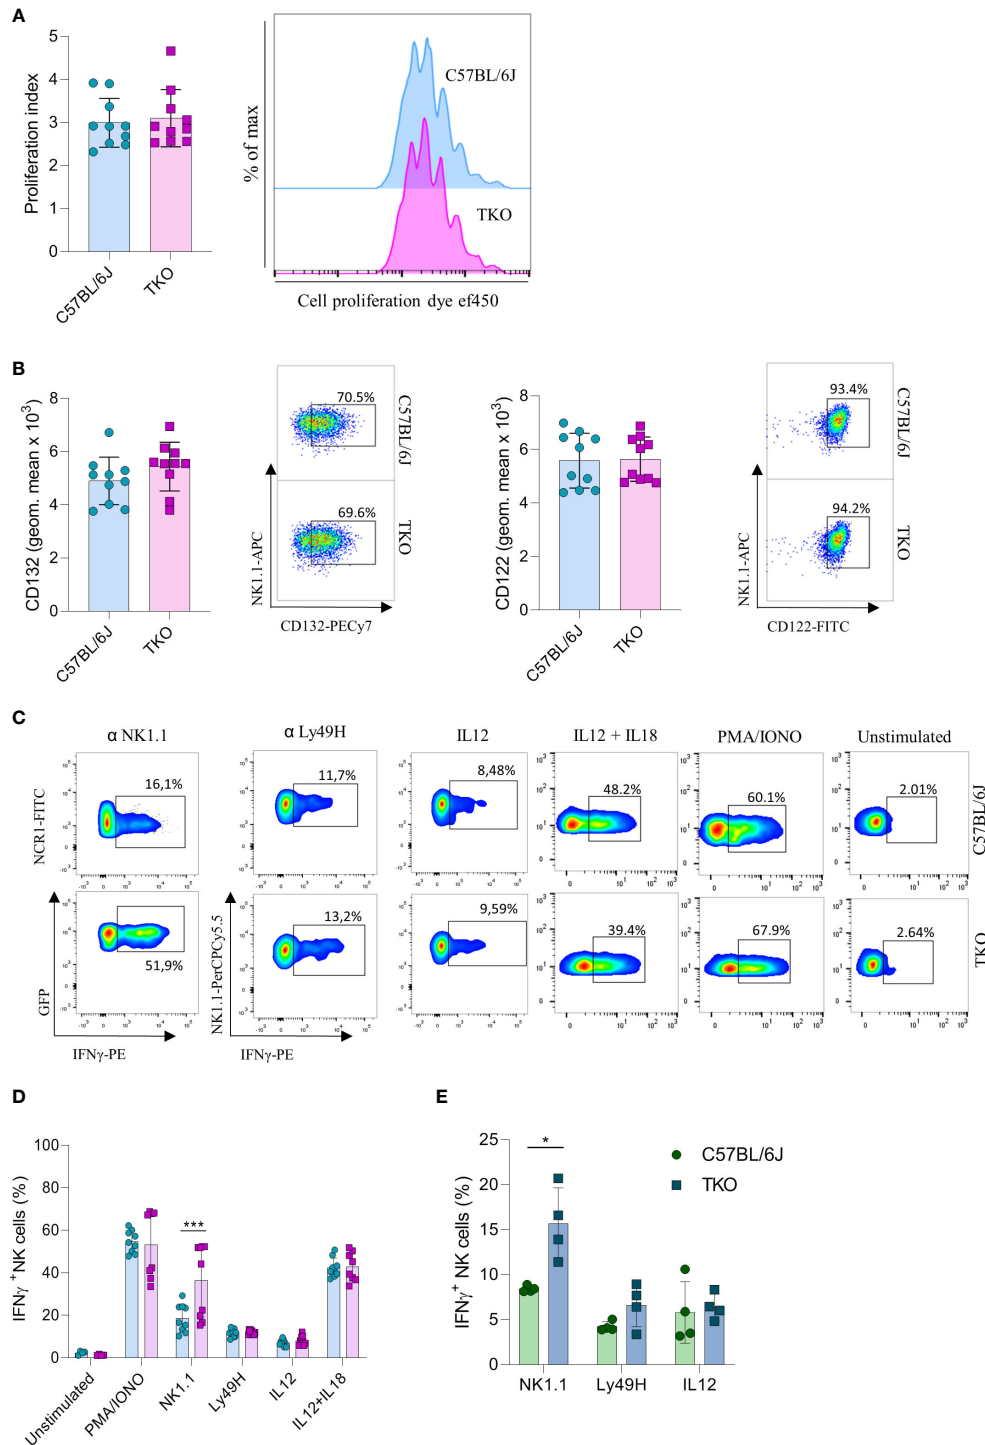 A
Proliferation index
5
4
3
2
1
0
C57BL/6J
TKO
% of max
C57BL/6J
TKO
Cell proliferation dye ef450
B
CD132 (geom. mean x 10³)
8
6
4
2
0
C57BL/6J
TKO
70.5%
C57BL/6J
69.6%
TKO
NK1.1-APC
CD132-PECy7
CD122 (geom. mean x 10³)
8
6
4
2
0
C57BL/6J
TKO
93.4%
C57BL/6J
94.2%
TKO
NK1.1-APC
CD122-FITC
C
α NK1.1
α Ly49H
IL12
IL12 + IL18
PMA/IONO
Unstimulated
16,1%
11,7%
8,48%
48.2%
60.1%
2.01%
NCR1-FITC
C57BL/6J
51,9%
13,2%
9,59%
39.4%
67.9%
2.64%
GFP
NK1.1-PerCPCy5.5
TKO
IFNγ-PE
IFNγ-PE
D
IFNγ ⁺NK cells (%)
100
80
60
40
20
0
***
Unstimulated
PMA/IONO
NK1.1
Ly49H
IL12
IL12+IL18
E
IFNγ⁺ NK cells (%)
25
20
15
10
5
0
*
C57BL/6J
TKO
NK1.1
Ly49H
IL12